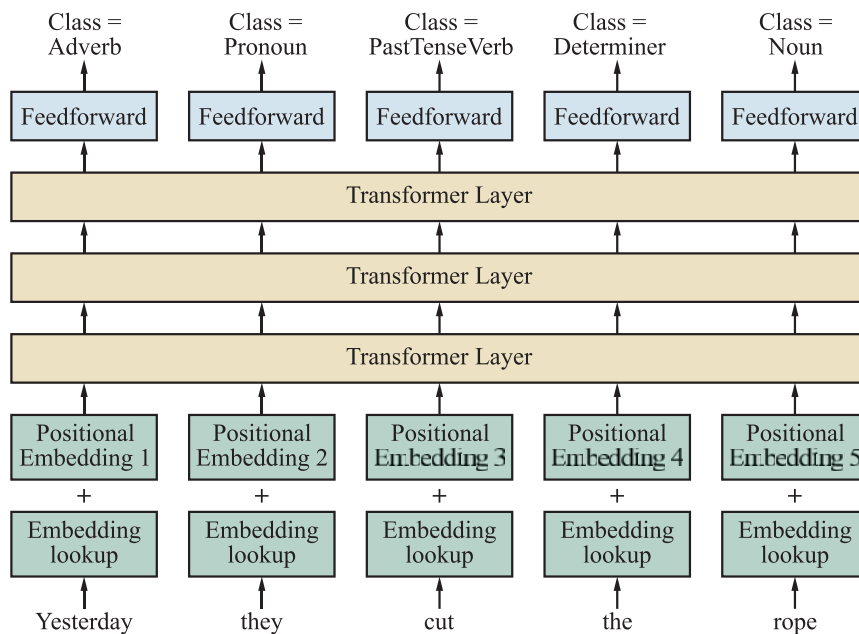 Class = Class = Class = Class = Class =
Adverb Pronoun PastTenseVerb Determiner Noun
Feedforward Feedforward Feedforward Feedforward Feedforward
Transformer Layer
Transformer Layer
Transformer Layer
Positional Positional Positional Positional Positional
Embedding 1 Embedding 2 Embedding 3 Embedding 4 Embedding 5
+ + + + +
Embedding Embedding Embedding Embedding Embedding
lookup lookup lookup lookup lookup
Yesterday they cut the rope